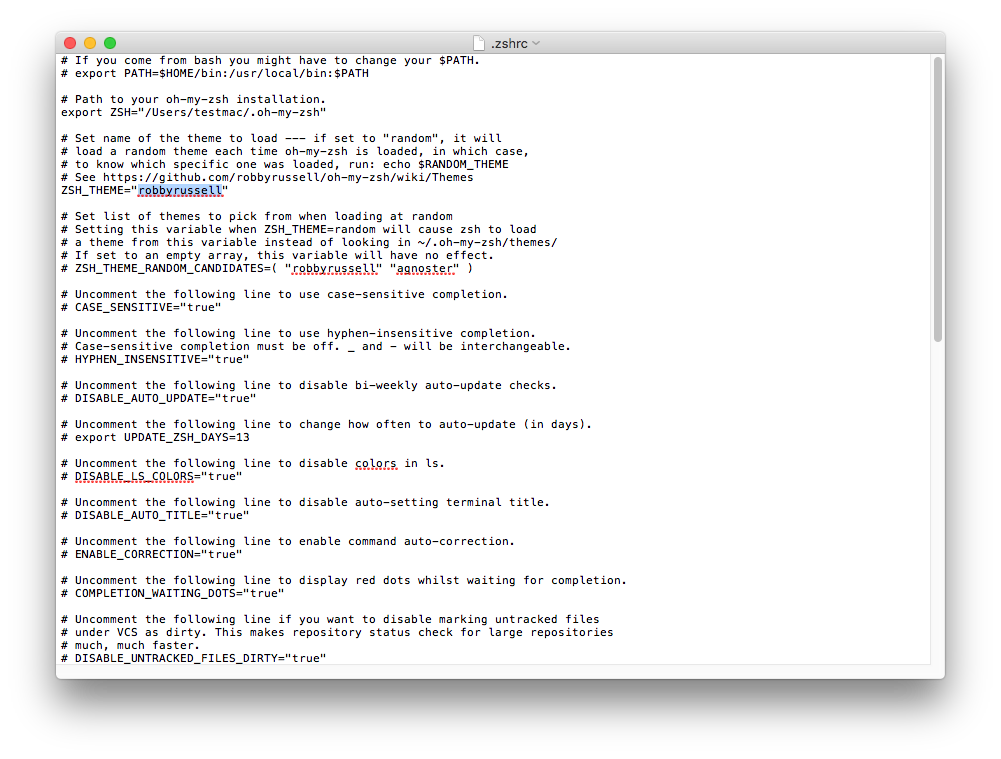 .zshrc
# If you come from bash you might have to change your $PATH.
# export PATH=$HOME/bin:/usr/local/bin:$PATH
# Path to your oh-my-zsh installation.
export ZSH="/Users/testmac/.oh-my-zsh"
# Set name of the theme to load --- if set to "random", it will
# load a random theme each time oh-my-zsh is loaded, in which case,
# to know which specific one was loaded, run: echo $RANDOM_THEME
# See https://github.com/robbyrussell/oh-my-zsh/wiki/Themes
ZSH_THEME="robbyrussell"
# Set list of themes to pick from when loading at random
# Setting this variable when ZSH_THEME=random will cause zsh to load
# a theme from this variable instead of looking in ~/.oh-my-zsh/themes/
# If set to an empty array, this variable will have no effect.
# ZSH_THEME_RANDOM_CANDIDATES=( "robbyrussell" "agnoster" )
# Uncomment the following line to use case-sensitive completion.
# CASE_SENSITIVE="true"
# Uncomment the following line to use hyphen-insensitive completion.
# Case-sensitive completion must be off. _ and - will be interchangeable.
# HYPHEN_INSENSITIVE="true"
# Uncomment the following line to disable bi-weekly auto-update checks.
# DISABLE_AUTO_UPDATE="true"
# Uncomment the following line to change how often to auto-update (in days).
# export UPDATE_ZSH_DAYS=13
# Uncomment the following line to disable colors in ls.
# DISABLE_LS_COLORS="true"
# Uncomment the following line to disable auto-setting terminal title.
# DISABLE_AUTO_TITLE="true"
# Uncomment the following line to enable command auto-correction.
# ENABLE_CORRECTION="true"
# Uncomment the following line to display red dots whilst waiting for completion.
# COMPLETION_WAITING_DOTS="true"
# Uncomment the following line if you want to disable marking untracked files
# under VCS as dirty. This makes repository status check for large repositories
# much, much faster.
# DISABLE_UNTRACKED_FILES_DIRTY="true"